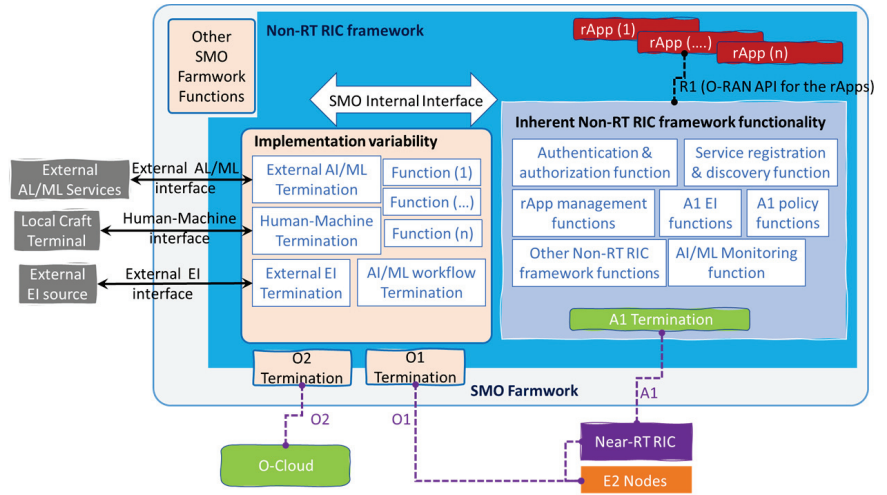 Other
SMO
Farmwork
Functions
Non-RT RIC framework
rApp (1)
rApp (....)
rApp (n)
R1 (O-RAN API for the rApps)
SMO Internal Interface
Implementation variability
External AI/ML
Termination
Function (1)
Function (...)
Human-Machine
Termination
Function (n)
External EI
Termination
AI/ML workflow
Termination
Inherent Non-RT RIC framework functionality
Authentication &
authorization function
Service registration
& discovery function
rApp management
functions
A1 EI
functions
A1 policy
functions
Other Non-RT RIC
framework functions
AI/ML Monitoring
function
A1 Termination
External
AL/ML Services
External AL/ML
interface
Local Craft
Terminal
Human-Machine
interface
External
EI source
External EI
interface
O2
Termination
O1
Termination
SMO Farmwork
O2
O1
A1
O-Cloud
Near-RT RIC
E2 Nodes